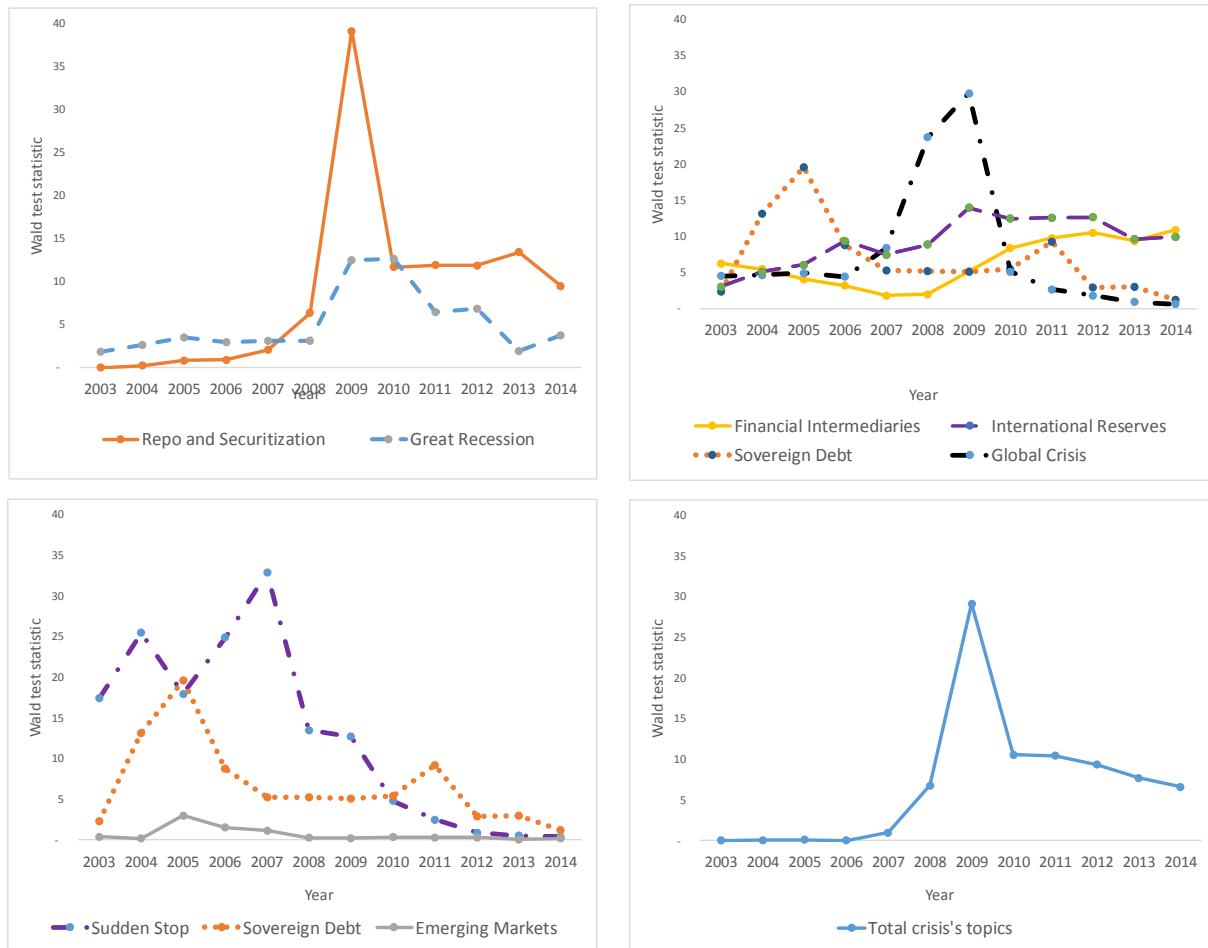 40
35
30
25
20
15
10
5
-
Wald test statistic
2003 2004 2005 2006 2007 2008 2009 2010 2011 2012 2013 2014
Year
Repo and Securitization Great Recession
40
35
30
25
20
15
10
5
-
Wald test statistic
2003 2004 2005 2006 2007 2008 2009 2010 2011 2012 2013 2014
Year
Financial Intermediaries International Reserves
Sovereign Debt Global Crisis
40
35
30
25
20
15
10
5
-
Wald test statistic
2003 2004 2005 2006 2007 2008 2009 2010 2011 2012 2013 2014
Year
Sudden Stop Sovereign Debt Emerging Markets
40
35
30
25
20
15
10
5
-
Wald test statistic
2003 2004 2005 2006 2007 2008 2009 2010 2011 2012 2013 2014
Year
Total crisis's topics